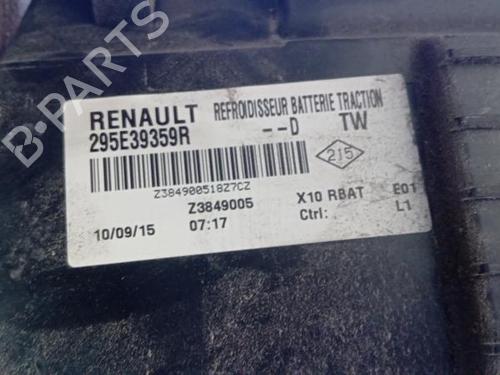 B-PARTS
RENAULT REFROIDISSEUR BATTERIE TRACTION
295E39359R --D TW
215
Z384900518Z7CZ
Z3849005 X10 RBAT E01
10/09/15 07:17 Ctrl: L1